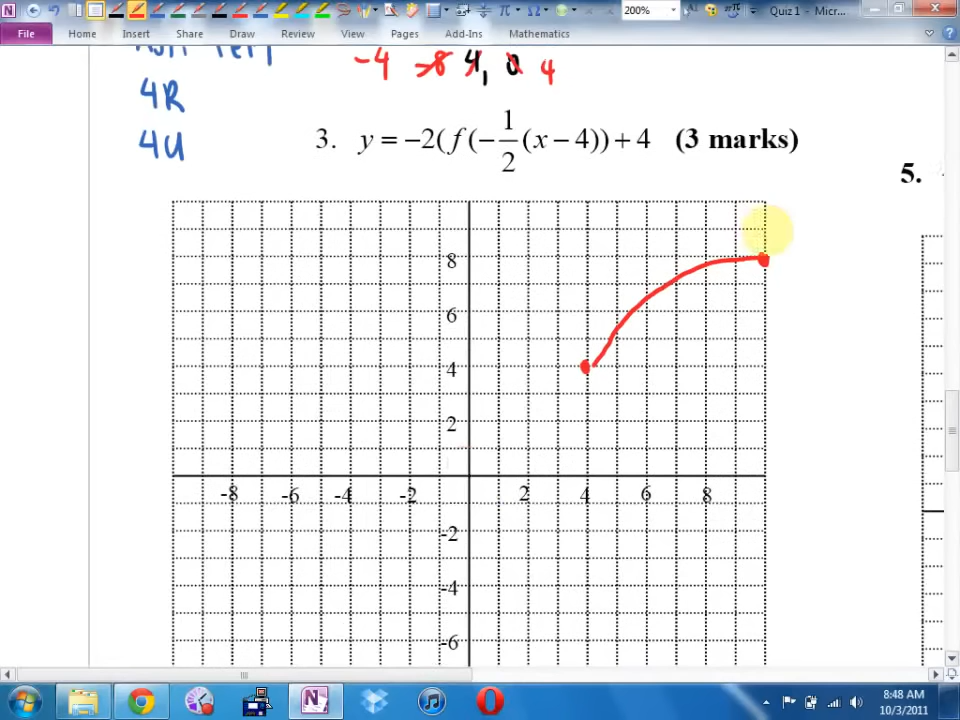 200%
Quiz 1 - Micr...
File Home Insert Share Draw Review View Pages Add-Ins Mathematics
-4 -8 4, 0 4
4R
4U
3. y = -2(f(-1/2(x-4))+4 (3 marks)
5.
8
6
4
2
-8 -6 -4 -2 2 4 6 8
-2
-4
-6
8:48 AM
10/3/2011